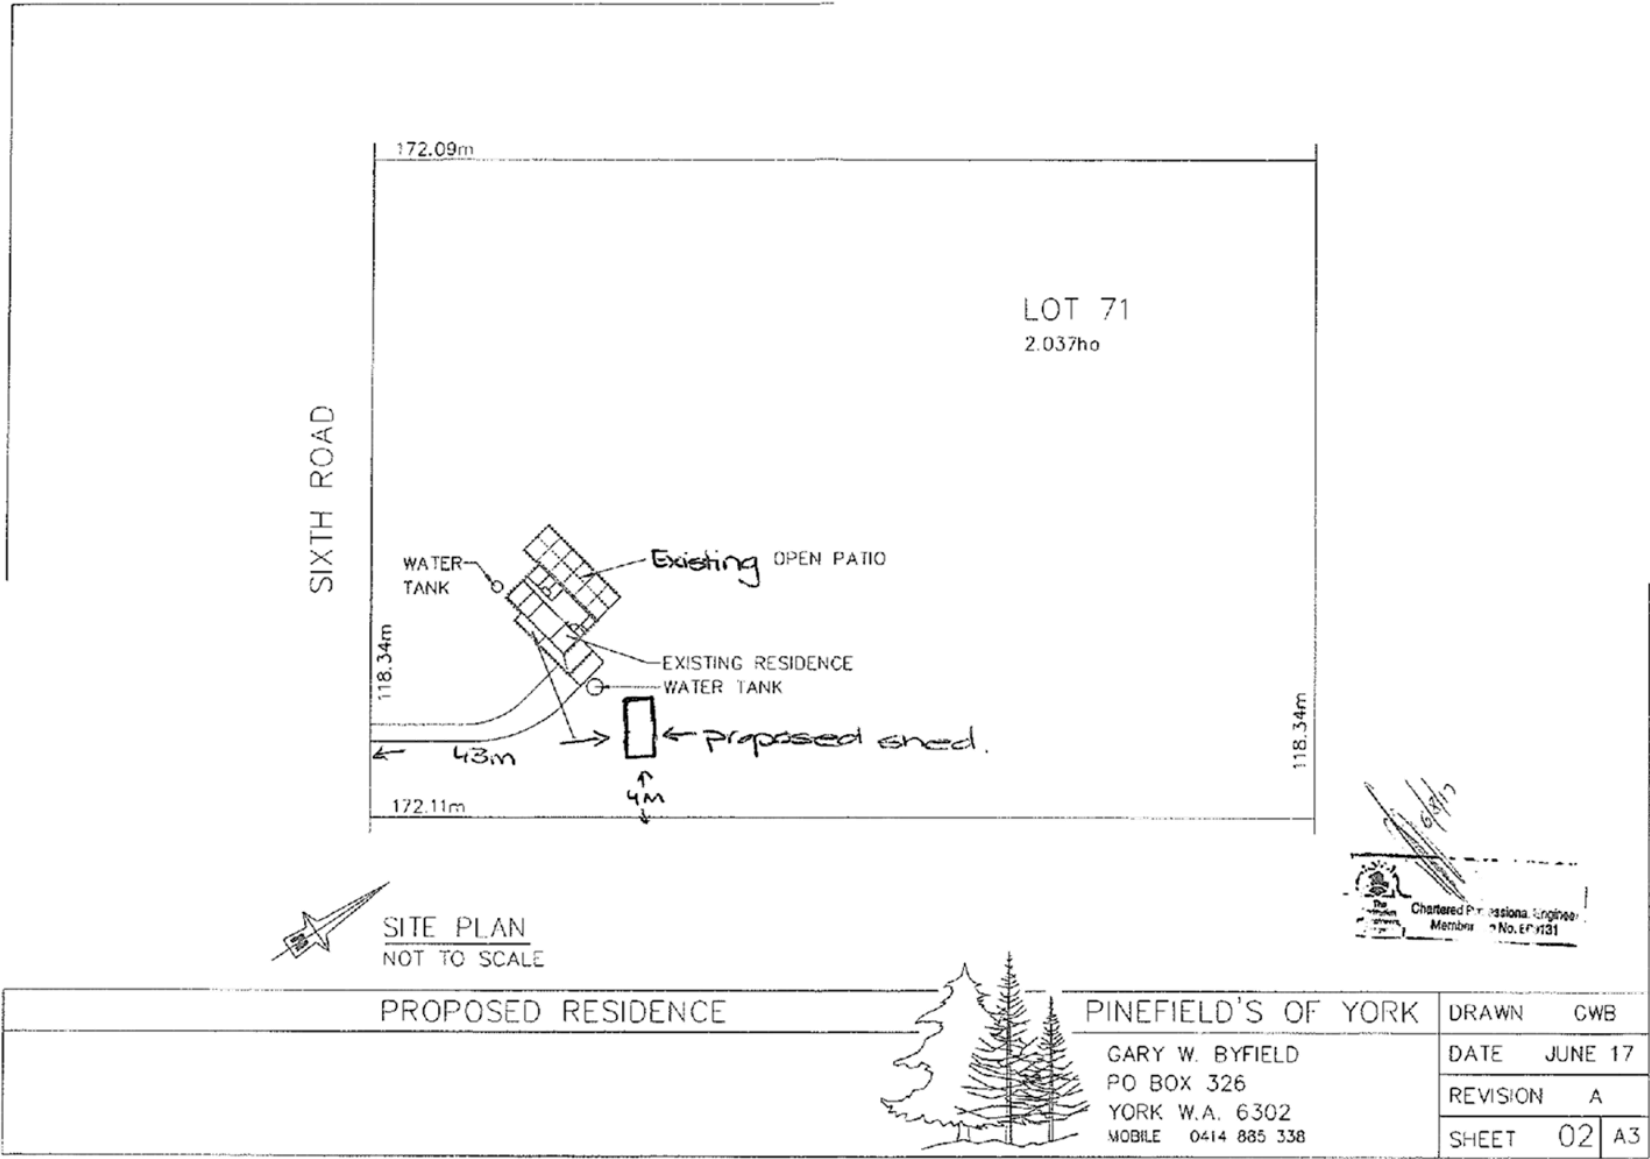 172.09m
LOT 71
2.037ha
SIXTH ROAD
WATER TANK
Existing OPEN PATIO
118.34m
EXISTING RESIDENCE
WATER TANK
118.34m
← proposed shed.
43m
4M
172.11m
Chartered
Engineer
SITE PLAN
NOT TO SCALE
PROPOSED RESIDENCE
PINEFIELD'S OF YORK
GARY W. BYFIELD
PO BOX 326
YORK W.A. 6302
MOBILE 0414 885 338
DRAWN GWB
DATE JUNE 17
REVISION A
SHEET 02 A3